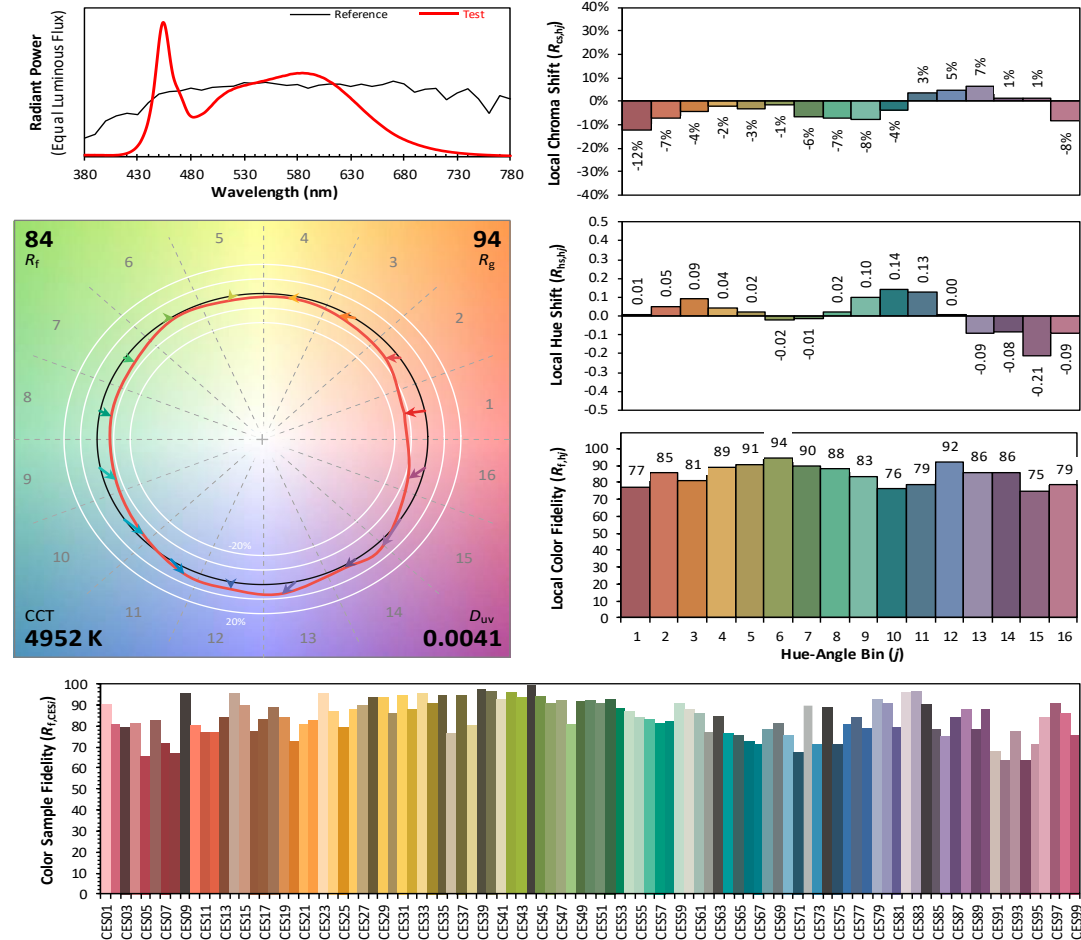 Reference
Test
Radiant Power
(Equal Luminous Flux)
380 430 480 530 580 630 680 730 780
Wavelength (nm)
Local Chroma Shift (Rcs,hj)
40%
30%
20%
10%
0%
-10%
-20%
-30%
-40%
-12% -7% -4% -2% -3% -1% -6% -7% -8% -4% 3% 5% 7% 1% 1% -8%
84
Rf
94
Rg
5 4
6 3
7 2
8 1
9 16
10 15
11 14
12 13
-20%
20%
CCT
4952 K
Duv
0.0041
Local Hue Shift (Rhs,hj)
0.5
0.4
0.3
0.2
0.1
0.0
-0.1
-0.2
-0.3
-0.4
-0.5
0.01 0.05 0.09 0.04 0.02 -0.02 -0.01 0.02 0.10 0.14 0.13 0.00 -0.09 -0.08 -0.21 -0.09
Local Color Fidelity (Rf,hj)
100
90
80
70
60
50
40
30
20
10
0
77 85 81 89 91 94 90 88 83 76 79 92 86 86 75 79
1 2 3 4 5 6 7 8 9 10 11 12 13 14 15 16
Hue-Angle Bin (j)
Color Sample Fidelity (Rf,CESi)
100
90
80
70
60
50
40
30
20
10
0
CES01 CES03 CES05 CES07 CES09 CES11 CES13 CES15 CES17 CES19 CES21 CES23 CES25 CES27 CES29 CES31 CES33 CES35 CES37 CES39 CES41 CES43 CES45 CES47 CES49 CES51 CES53 CES55 CES57 CES59 CES61 CES63 CES65 CES67 CES69 CES71 CES73 CES75 CES77 CES79 CES81 CES83 CES85 CES87 CES89 CES91 CES93 CES95 CES97 CES99